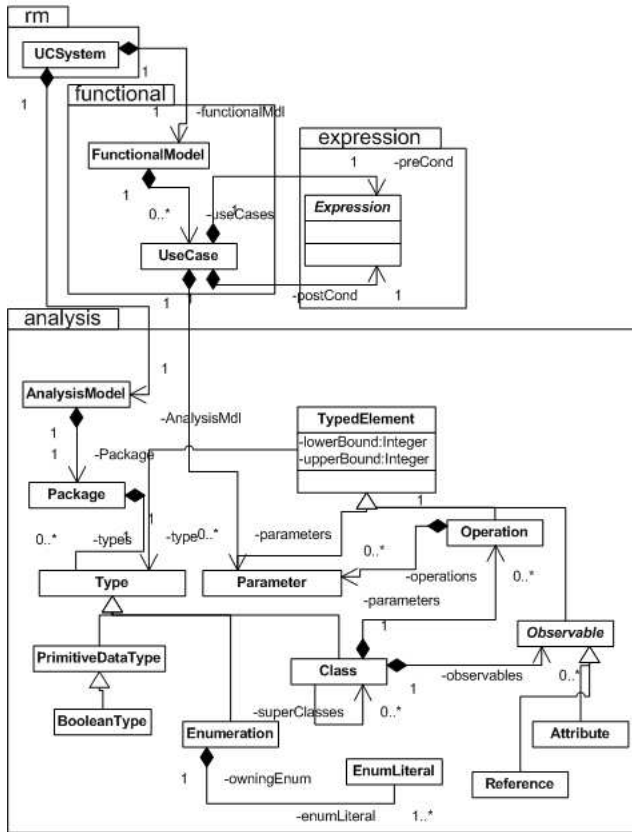 rm
UCSystem
1
1
functional
1
-functionalMdl
FunctionalModel
1
0..*
-useCases
1
UseCase
1
1
expression
1
-preCond
Expression
-postCond
1
analysis
1
AnalysisModel
-AnalysisMdl
1
1
-Package
Package
1
0..*
-types
TypedElement
-lowerBound:Integer
-upperBound:Integer
1
-type
0..*
-parameters
Type
Parameter
Operation
0..*
-operations
0..*
-parameters
1
PrimitiveDataType
BooleanType
Class
1
-observables
0..*
Observable
-superClasses
0..*
Enumeration
1
-owningEnum
EnumLiteral
-enumLiteral
1..*
Attribute
Reference